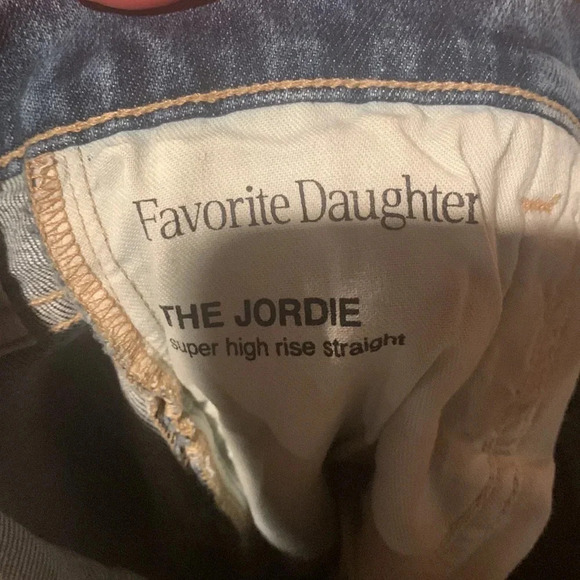 Favorite Daughter
THE JORDIE
super high rise straight